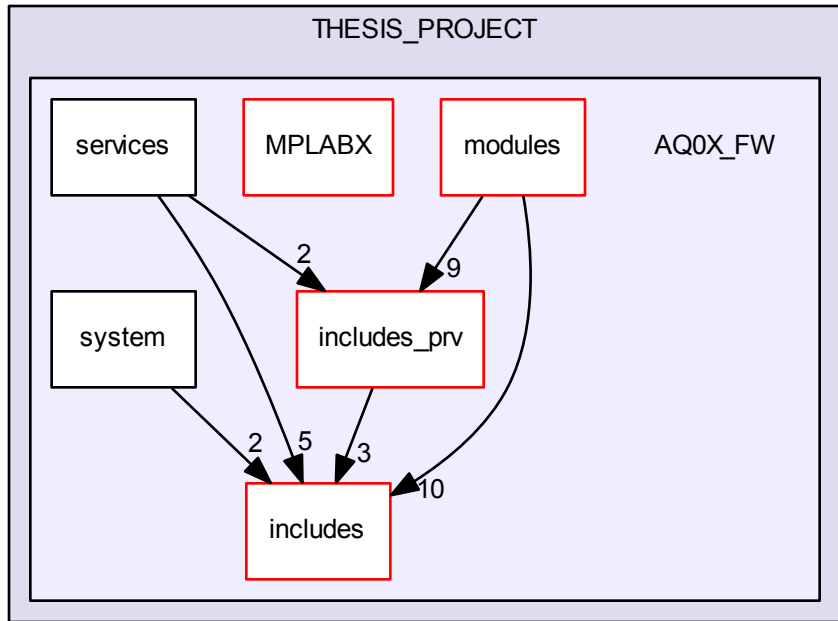 THESIS_PROJECT
services
MPLABX
modules
AQ0X_FW
2
9
system
includes_prv
2
5
3
10
includes